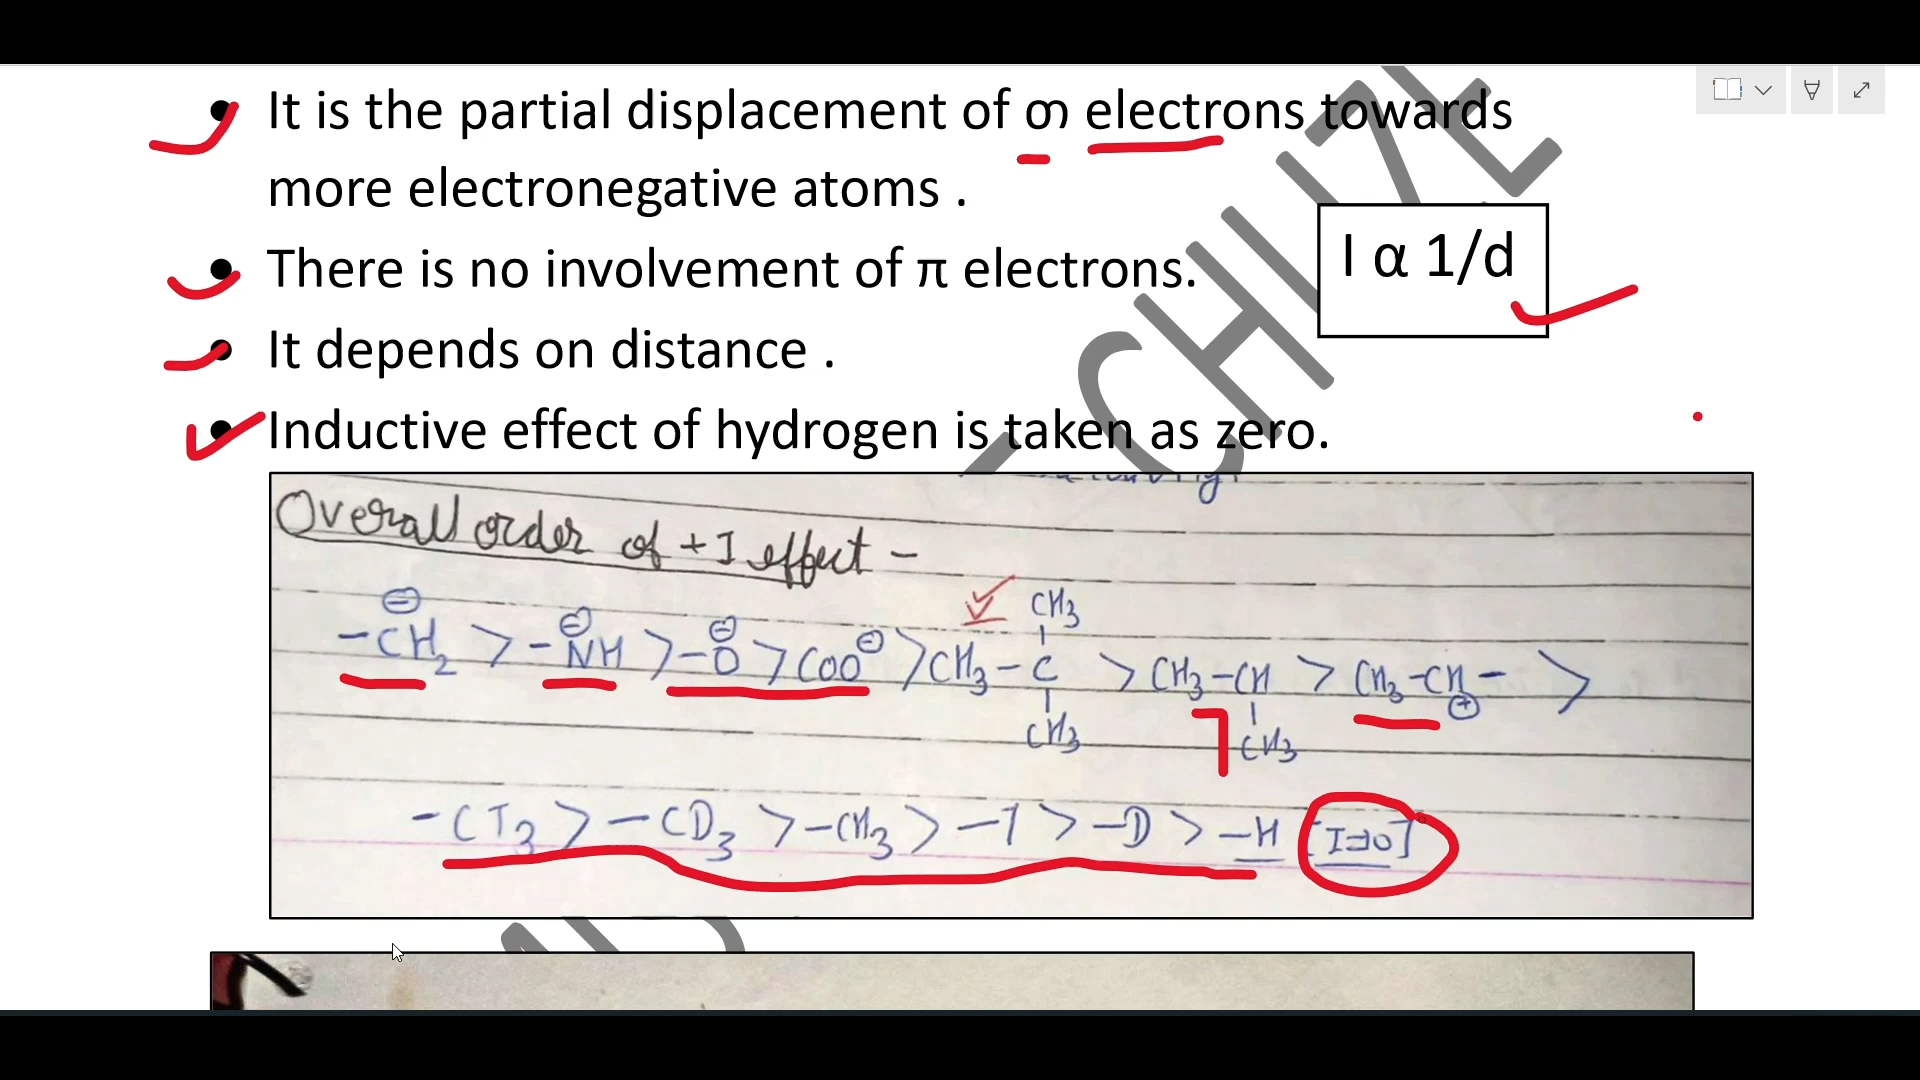 • It is the partial displacement of ത electrons towards
more electronegative atoms .
• There is no involvement of π electrons.
I α 1/d
• It depends on distance .
• Inductive effect of hydrogen is taken as zero.
CHIZE
Overall order of +I effect –
CH3
–CH2⊖ > –NH⊖ > –O⊖ > COO⊖ > CH3–C > CH3–CH > CH3–CH2– >
CH3 CH3
–CT3 > –CD3 > –CH3 > –T > –D > –H